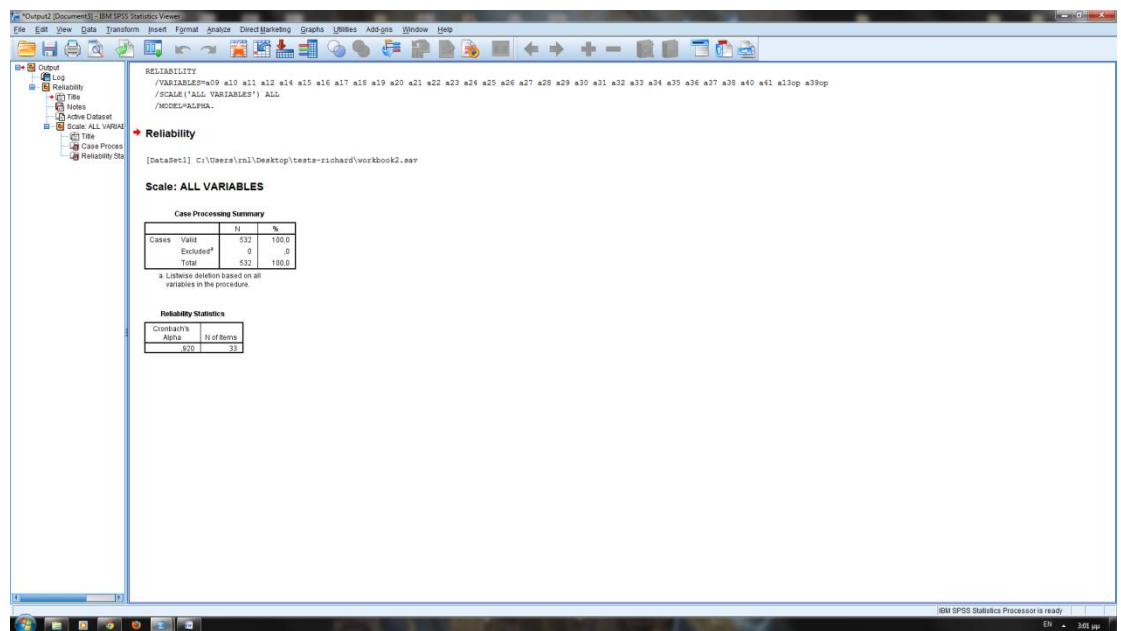 *Output2 [Document3] - IBM SPSS Statistics Viewer
File Edit View Data Transform Insert Format Analyze Direct Marketing Graphs Utilities Add-ons Window Help
Output
Log
Reliability
Title
Notes
Active Dataset
Scale: ALL VARIAB
Title
Case Proces
Reliability Sta
RELIABILITY
/VARIABLES=a09 a10 a11 a12 a14 a15 a16 a17 a18 a19 a20 a21 a22 a23 a24 a25 a26 a27 a28 a29 a30 a31 a32 a33 a34 a35 a36 a37 a38 a40 a41 a13op a39op
/SCALE('ALL VARIABLES') ALL
/MODEL=ALPHA.
Reliability
[DataSet1] C:\Users\rnl\Desktop\tests-richard\workbook2.sav
Scale: ALL VARIABLES
Case Processing Summary
N %
Cases Valid 532 100,0
Excludedᵃ 0 ,0
Total 532 100,0
a. Listwise deletion based on all
variables in the procedure.
Reliability Statistics
Cronbach's
Alpha N of Items
,920 33
IBM SPSS Statistics Processor is ready
EN 3:01 μμ